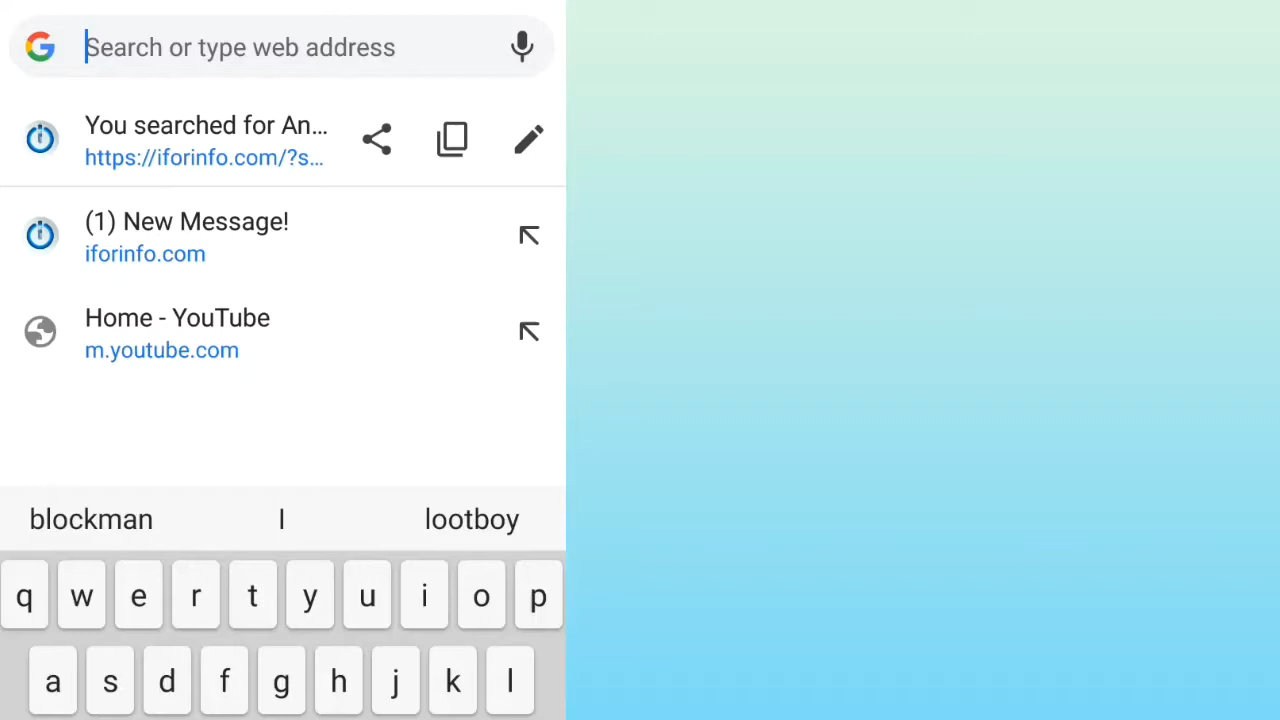 Search or type web address
You searched for An...
https://iforinfo.com/?s...
(1) New Message!
iforinfo.com
Home - YouTube
m.youtube.com
blockman I lootboy
q w e r t y u i o p
a s d f g h j k l